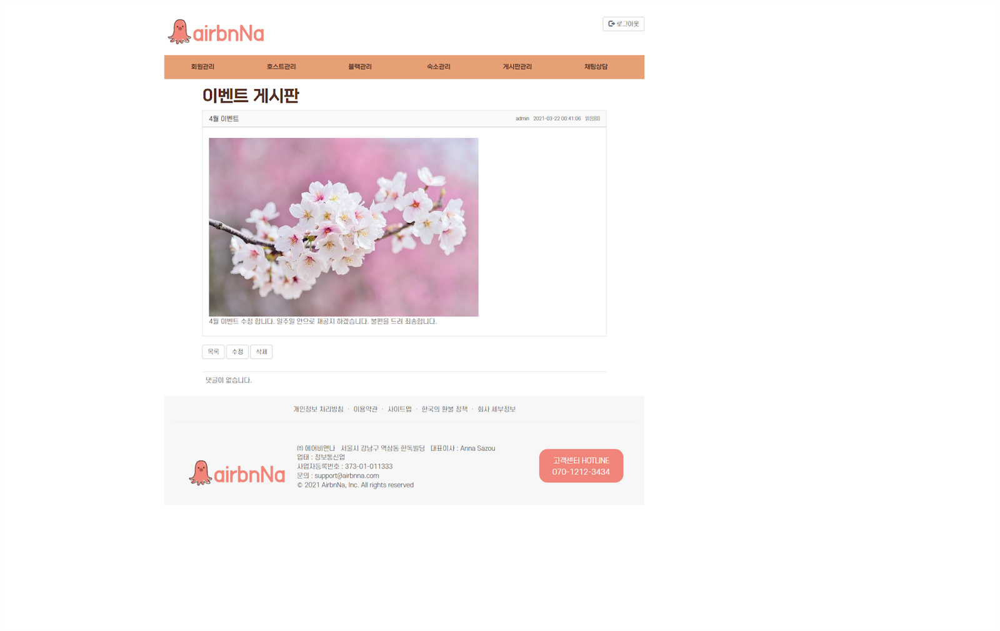 airbnNa
로그아웃
회원관리 호스트관리 블랙관리 숙소관리 게시판관리 채팅상담
이벤트 게시판
4월 이벤트 admin 2021-03-22 00:41:06 읽음(0)
4월 이벤트 수정 합니다. 일주일 안으로 재공지 하겠습니다. 불편을 드려 죄송합니다.
목록 수정 삭제
댓글이 없습니다.
개인정보 처리방침 · 이용약관 · 사이트맵 · 한국의 환불 정책 · 회사 세부정보
airbnNa
㈜ 에어비앤나 서울시 강남구 역삼동 한독빌딩 대표이사 : Anna Sazou
업태 : 정보통신업
사업자등록번호 : 373-01-011333
문의 : support@airbnna.com
© 2021 AirbnNa, Inc. All rights reserved
고객센터 HOTLINE
070-1212-3434